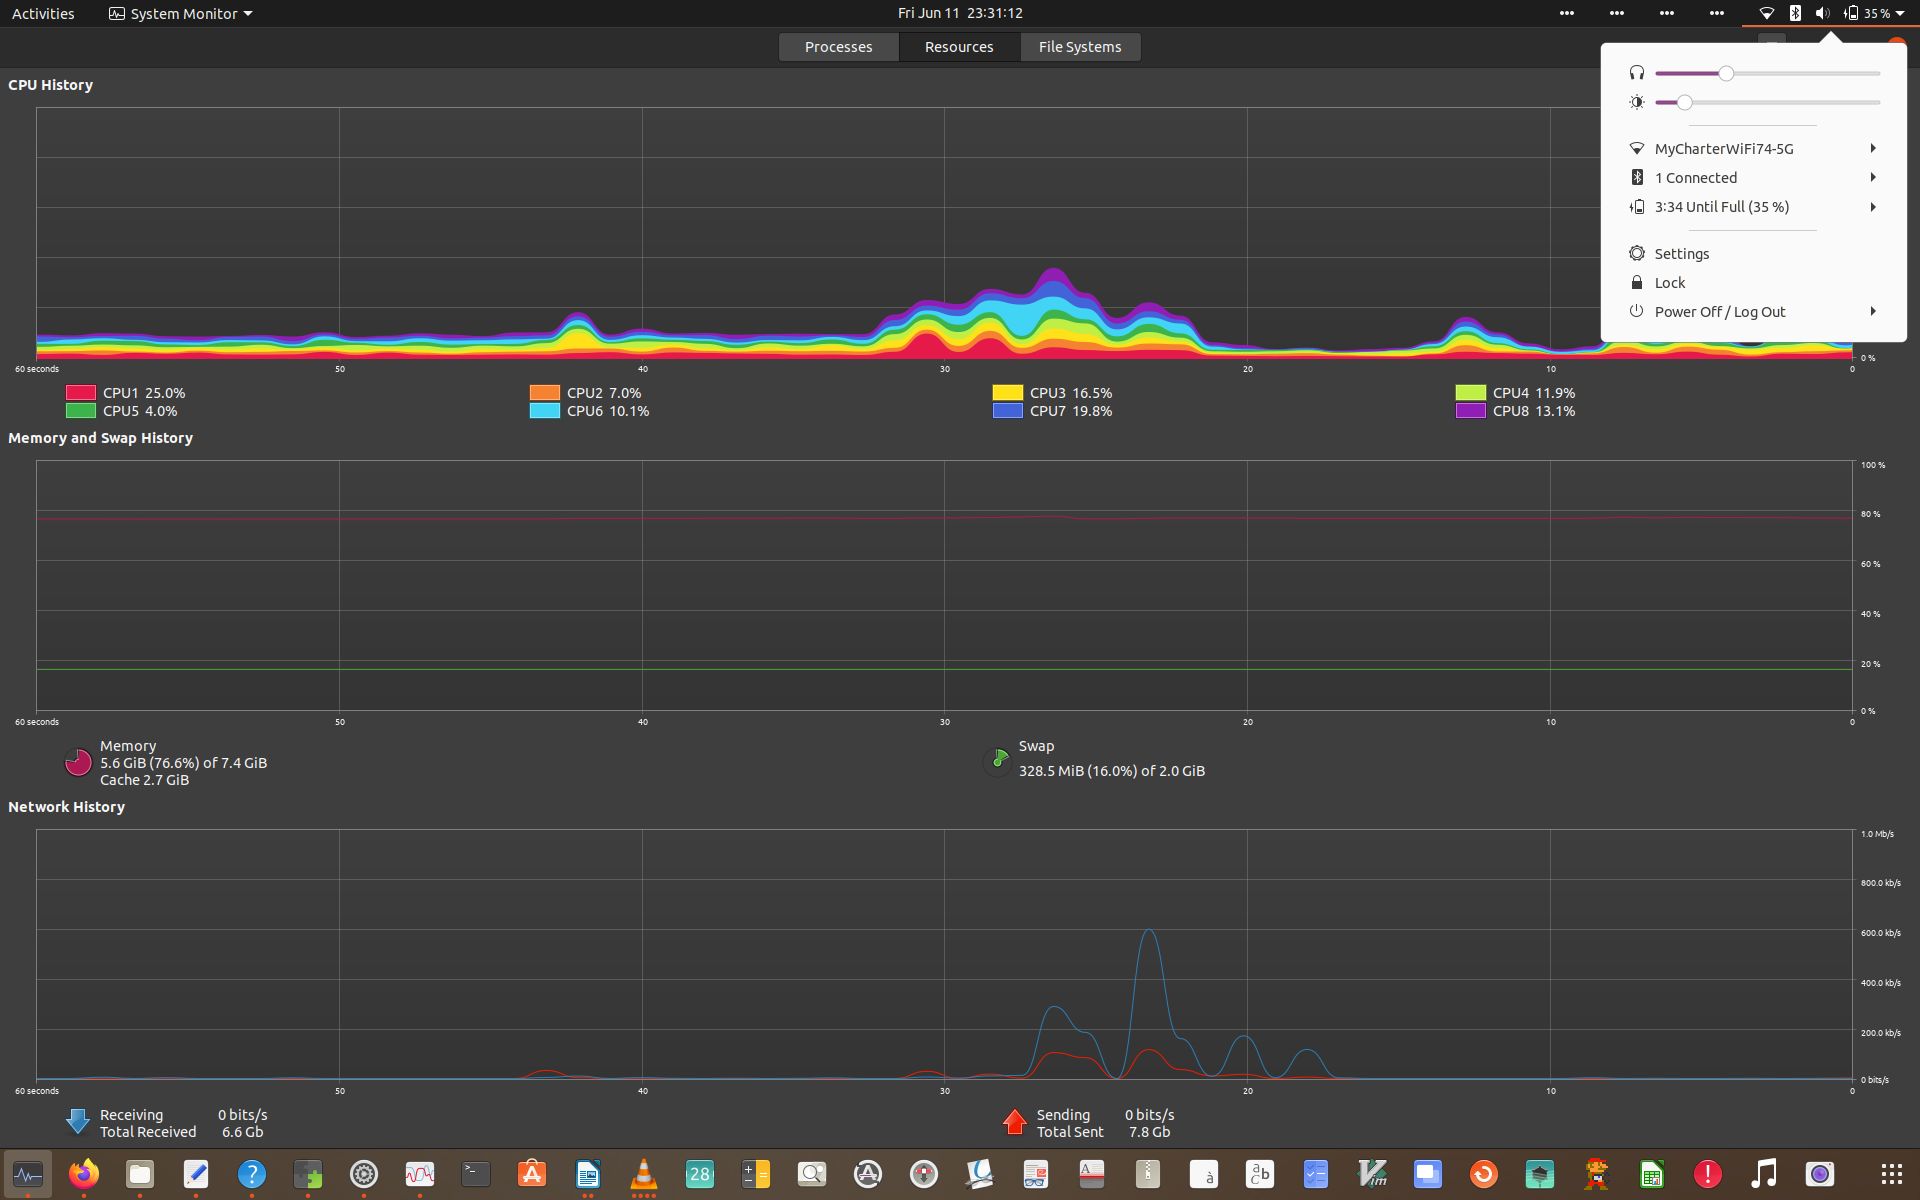 Activities System Monitor Fri Jun 11 23:31:12 35 %
Processes Resources File Systems
CPU History
60 seconds 50 40 30 20 10 0
0 %
CPU1 25.0% CPU2 7.0% CPU3 16.5% CPU4 11.9%
CPU5 4.0% CPU6 10.1% CPU7 19.8% CPU8 13.1%
MyCharterWiFi74-5G
1 Connected
3:34 Until Full (35 %)
Settings
Lock
Power Off / Log Out
Memory and Swap History
100 %
80 %
60 %
40 %
20 %
0 %
60 seconds 50 40 30 20 10 0
Memory
5.6 GiB (76.6%) of 7.4 GiB
Cache 2.7 GiB
Swap
328.5 MiB (16.0%) of 2.0 GiB
Network History
1.0 Mb/s
800.0 kb/s
600.0 kb/s
400.0 kb/s
200.0 kb/s
0 bits/s
60 seconds 50 40 30 20 10 0
Receiving 0 bits/s
Total Received 6.6 Gb
Sending 0 bits/s
Total Sent 7.8 Gb
28
A
à
a b c
Vim